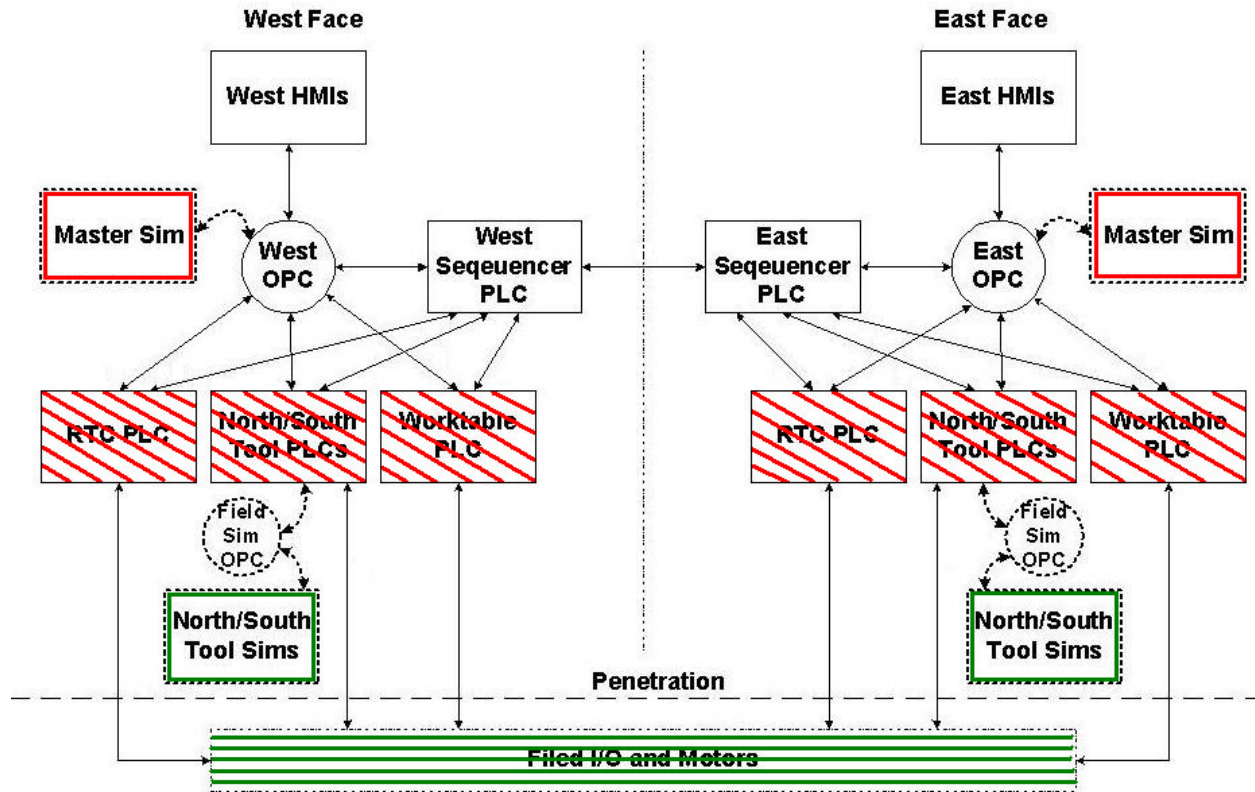 West Face
East Face
West HMIs
East HMIs
Master Sim
West
OPC
West
Seqeuencer
PLC
East
Seqeuencer
PLC
East
OPC
Master Sim
RTC PLC
North/South
Tool PLCs
Worktable
PLC
RTC PLC
North/South
Tool PLCs
Worktable
PLC
Field
Sim
OPC
Field
Sim
OPC
North/South
Tool Sims
North/South
Tool Sims
Penetration
Filed I/O and Motors